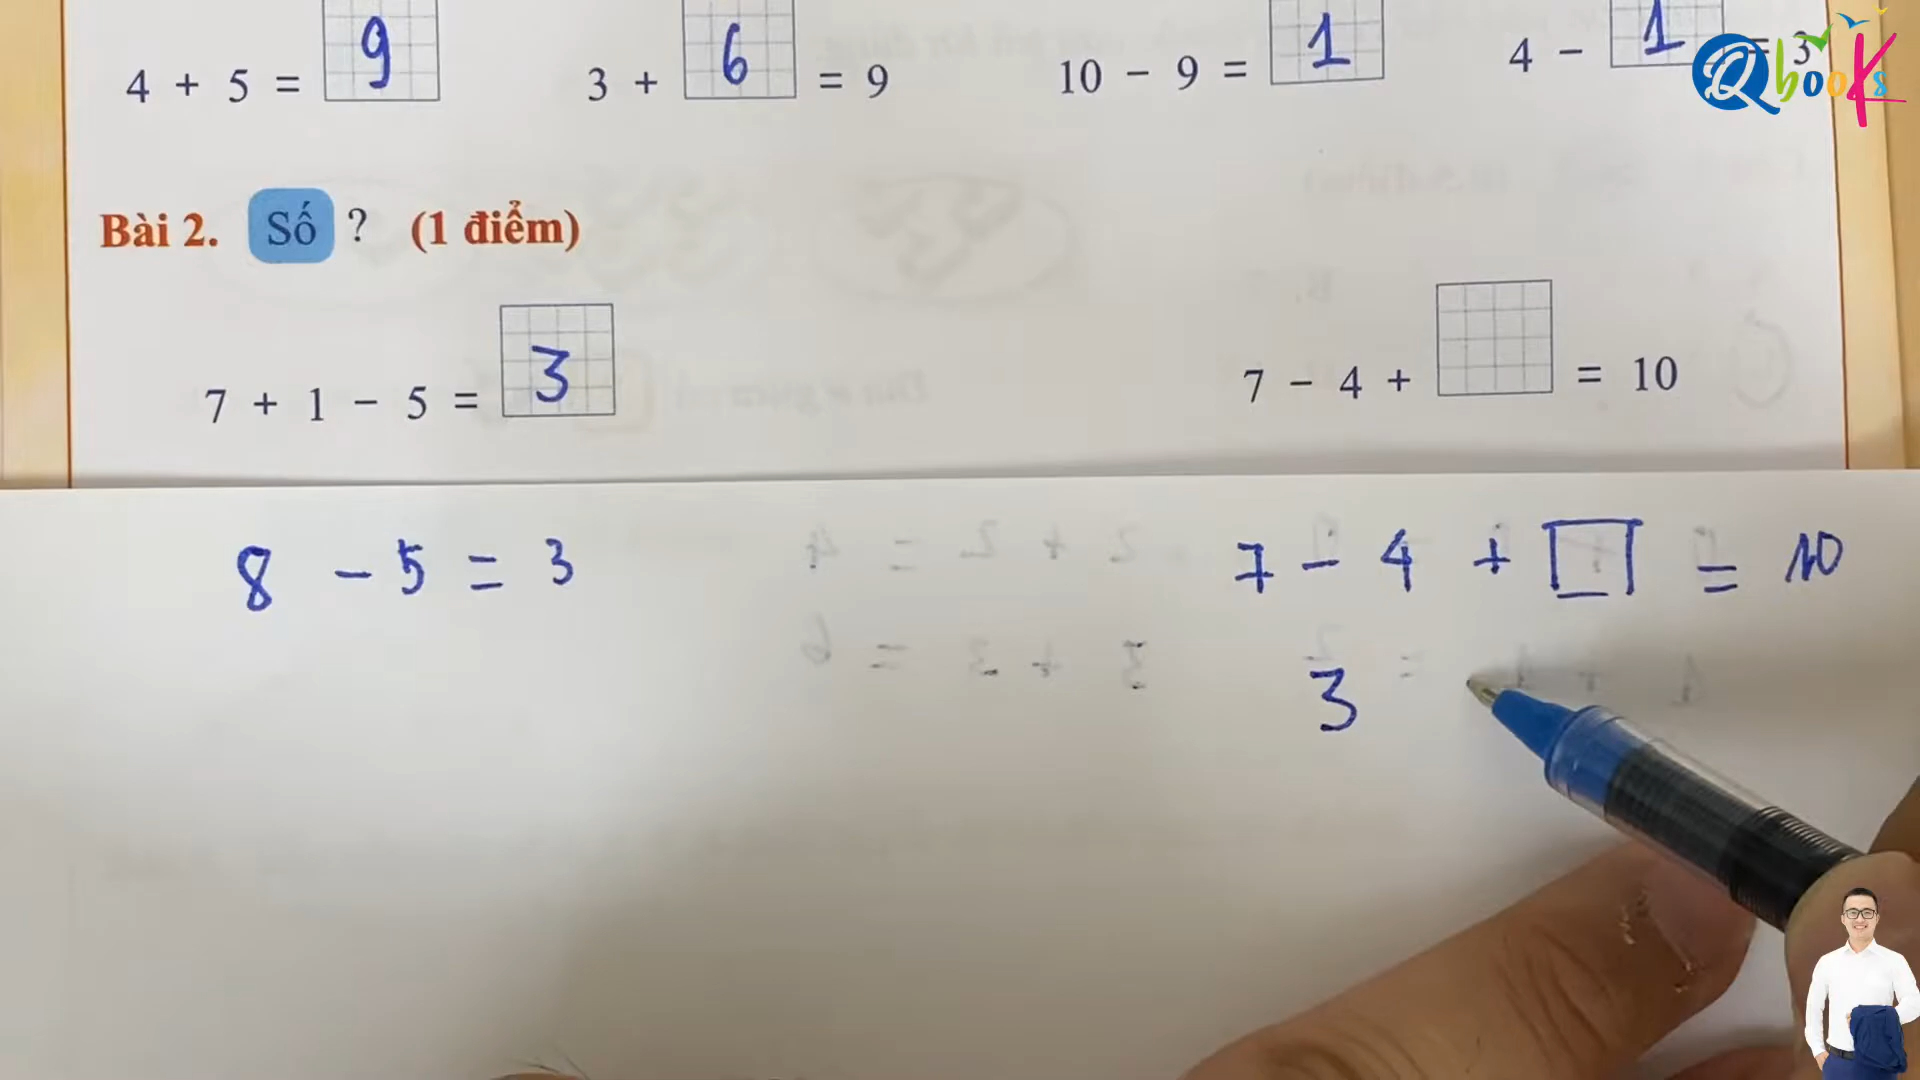 4 + 5 = 9 3 + 6 = 9 10 - 9 = 1 4 - 1 = 3
Qbooks
Bài 2. Số ? (1 điểm)
7 + 1 - 5 = 3 7 - 4 + = 10
8 - 5 = 3 7 - 4 + = 10
3